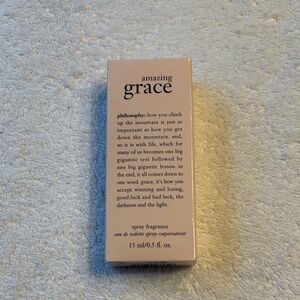 amazing
grace
philosophy: how you climb
up the mountain is just as
important as how you get
down the mountain. and,
so it is with life, which for
many of us becomes one big
gigantic test followed by
one big gigantic lesson. in
the end, it all comes down to
one word. grace. it's how you
accept winning and losing,
good luck and bad luck, the
darkness and the light.
spray fragrance
eau de toilette spray-vaporisateur
15 ml/0.5 fl. oz.